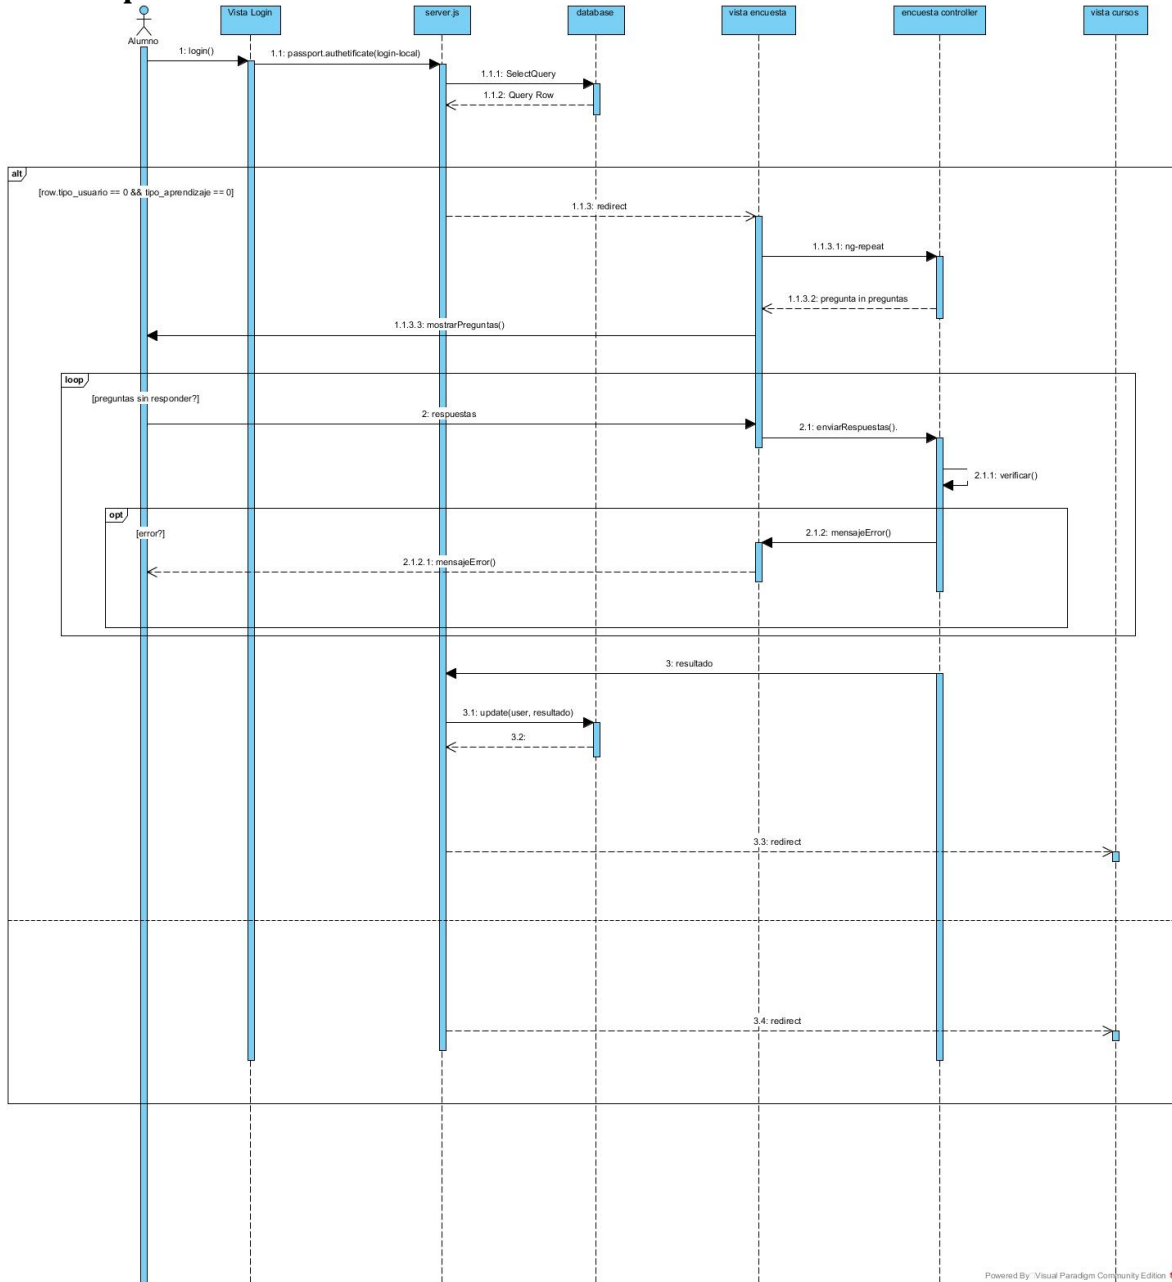 Vista Login
server.js
database
vista encuesta
encuesta controller
vista cursos
Alumno
1: login()
1.1: passport.authetificate(login-local)
1.1.1: SelectQuery
1.1.2: Query Row
alt
[row.tipo_usuario == 0 && tipo_aprendizaje == 0]
1.1.3: redirect
1.1.3.1: ng-repeat
1.1.3.2: pregunta in preguntas
1.1.3.3: mostrarPreguntas()
loop
[preguntas sin responder?]
2: respuestas
2.1: enviarRespuestas().
2.1.1: verificar()
opt
[error?]
2.1.2: mensajeError()
2.1.2.1: mensajeError()
3: resultado
3.1: update(user, resultado)
3.2:
3.3: redirect
3.4: redirect
Powered By Visual Paradigm Community Edition